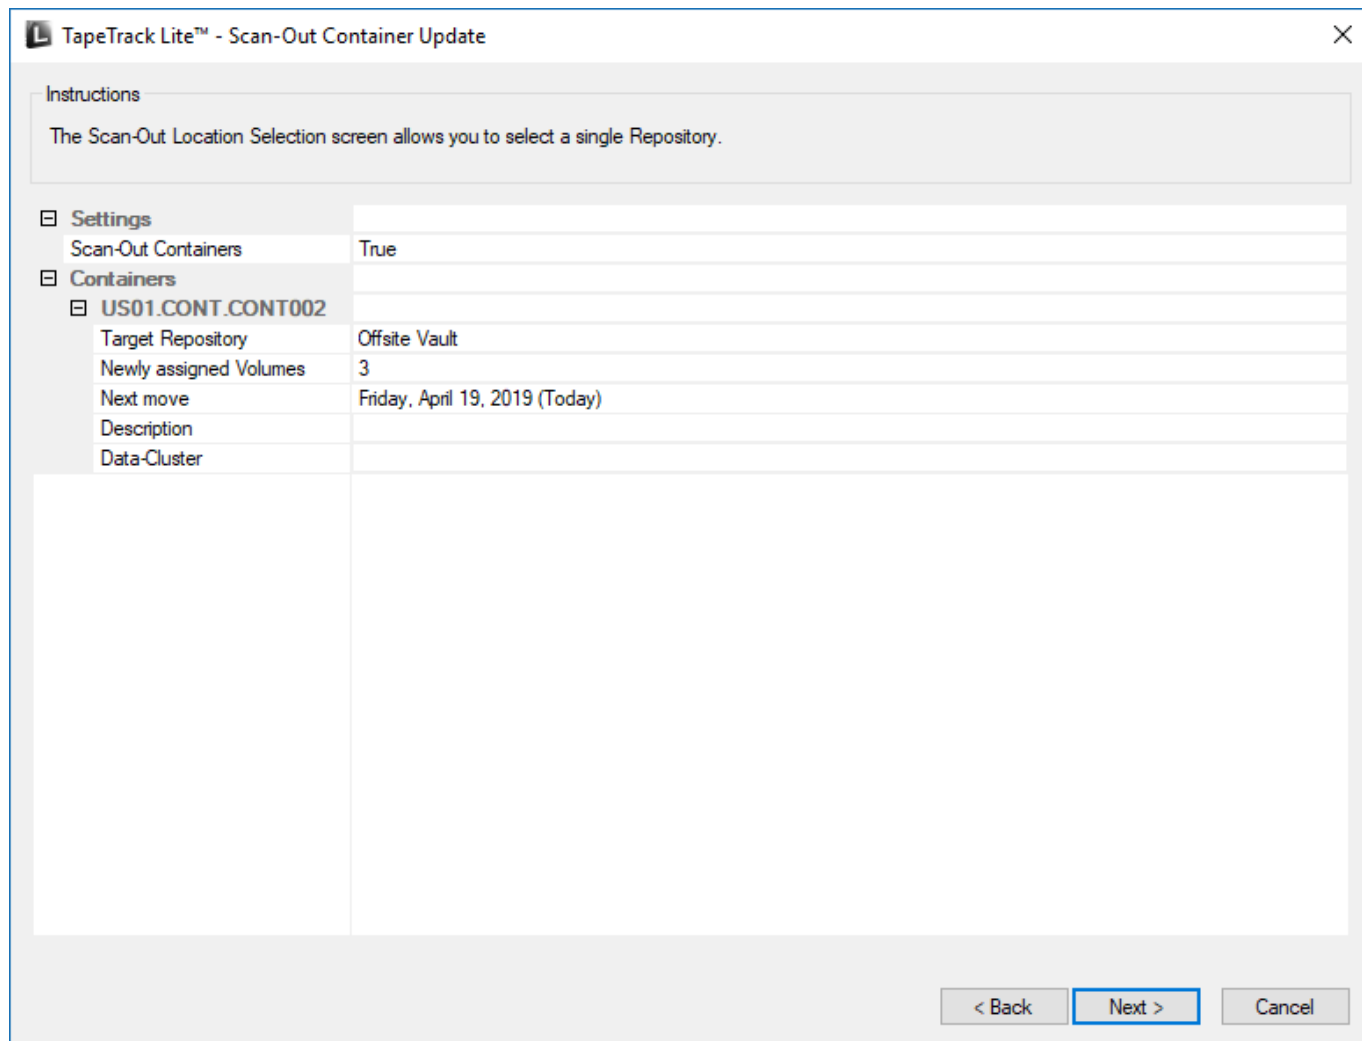 TapeTrack Lite™ - Scan-Out Container Update
Instructions
The Scan-Out Location Selection screen allows you to select a single Repository.
Settings
Scan-Out Containers True
Containers
US01.CONT.CONT002
Target Repository Offsite Vault
Newly assigned Volumes 3
Next move Friday, April 19, 2019 (Today)
Description
Data-Cluster
< Back Next > Cancel